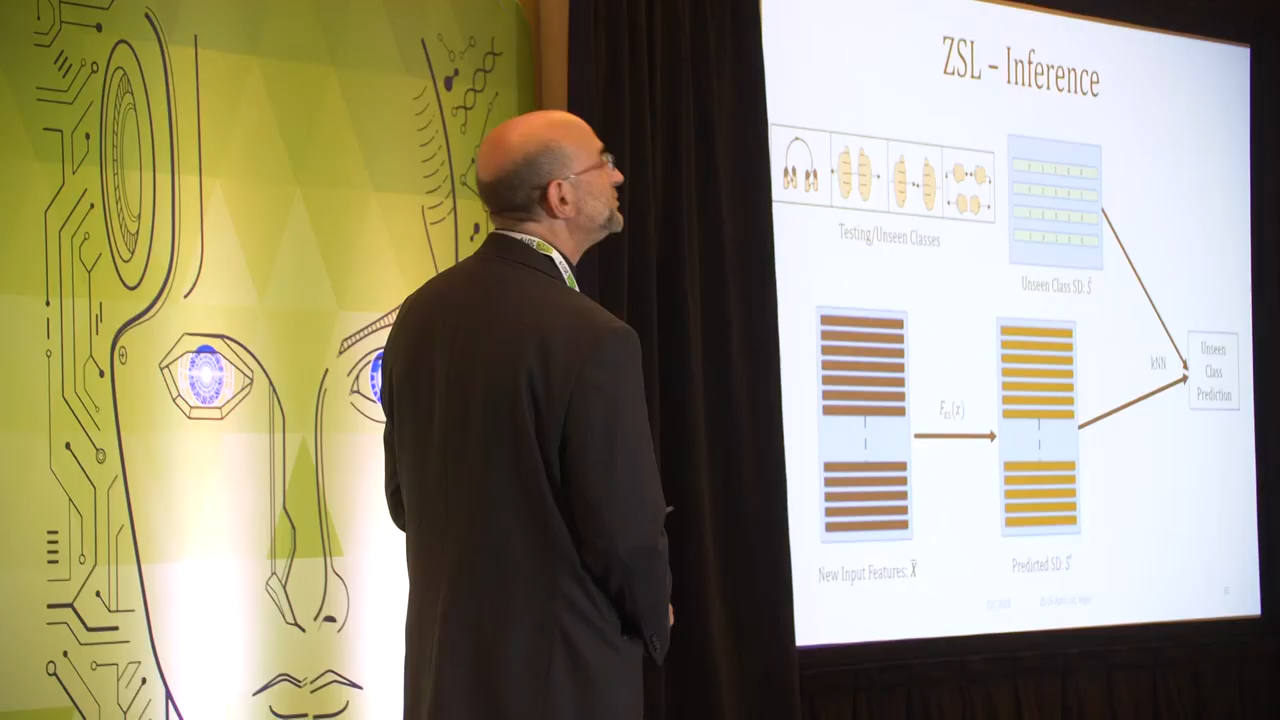 ZSL – Inference
Testing/Unseen Classes
Unseen Class SD: Ŝ
kNN
Unseen
Class
Prediction
New Input Features: X̄
Predicted SD: S'